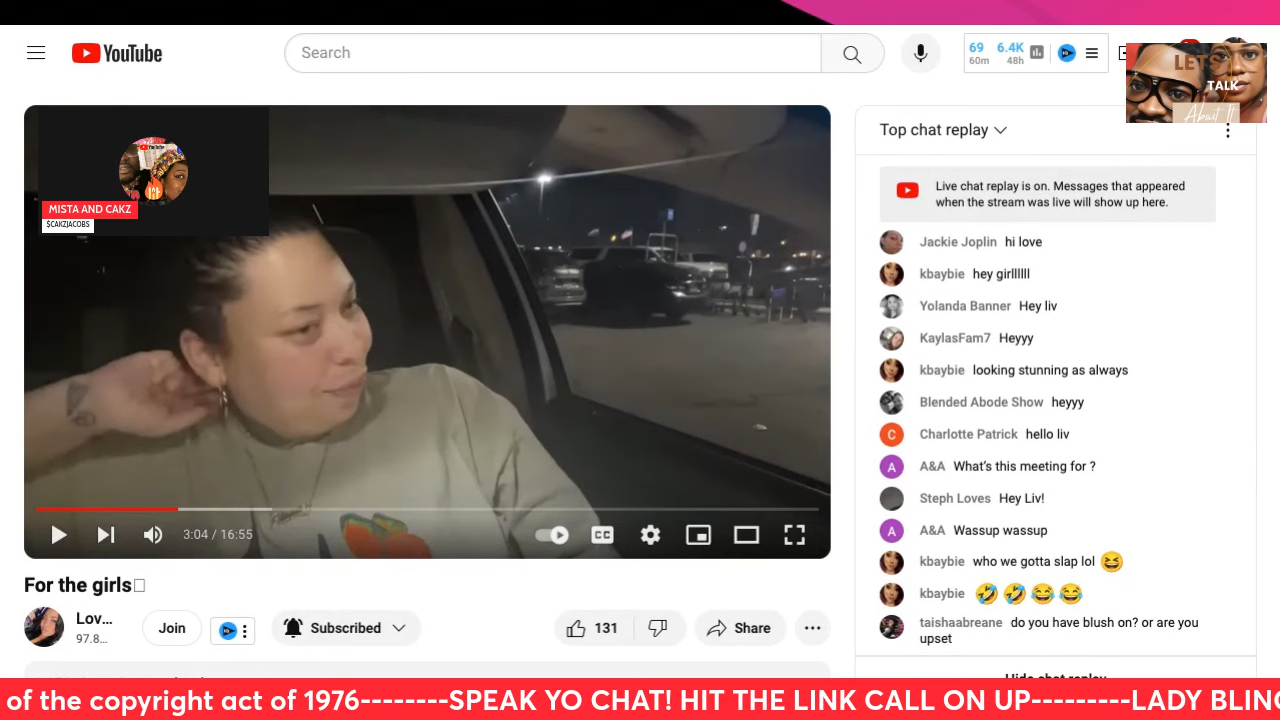 YouTube
Search
69
60m
6.4K
48h
LETS
TALK
About It
MISTA AND CAKZ
$CAKZJACOBS
3:04 / 16:55
CC
For the girls
Lov...
97.8...
Join
Subscribed
131
Share
Top chat replay
Live chat replay is on. Messages that appeared
when the stream was live will show up here.
Jackie Joplin hi love
kbaybie hey girllllll
Yolanda Banner Hey liv
KaylasFam7 Heyyy
kbaybie looking stunning as always
Blended Abode Show heyyy
C Charlotte Patrick hello liv
A A&A What's this meeting for ?
Steph Loves Hey Liv!
A A&A Wassup wassup
kbaybie who we gotta slap lol 😆
kbaybie 🤣 🤣 😂 😂
taishaabreane do you have blush on? or are you
upset
Hide chat replay
of the copyright act of 1976--------SPEAK YO CHAT! HIT THE LINK CALL ON UP---------LADY BLING